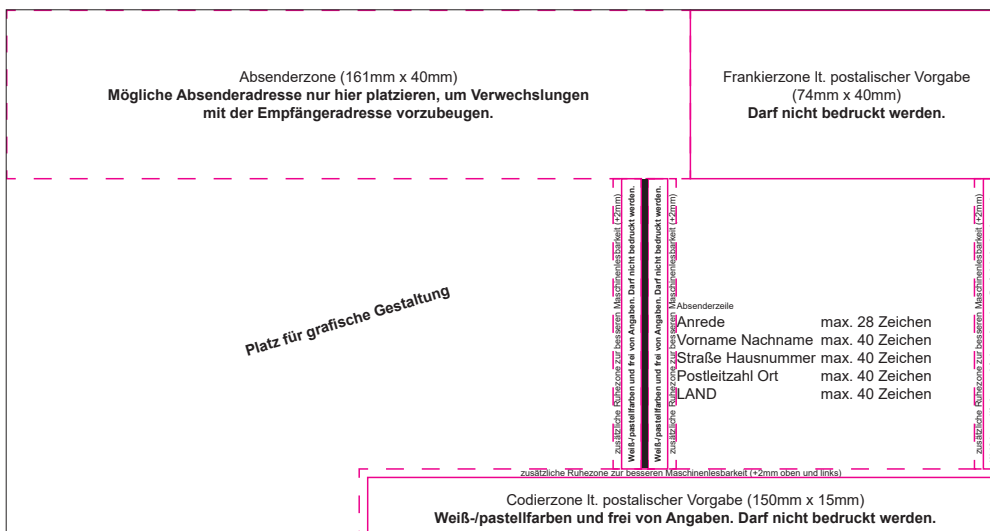 Absenderzone (161mm x 40mm)
Mögliche Absenderadresse nur hier platzieren, um Verwechslungen
mit der Empfängeradresse vorzubeugen.
Frankierzone lt. postalischer Vorgabe
(74mm x 40mm)
Darf nicht bedruckt werden.
Platz für grafische Gestaltung
zusätzliche Ruhezone zur besseren Maschinenlesbarkeit (+2mm)
Weiß-/pastellfarben und frei von Angaben. Darf nicht bedruckt werden.
Weiß-/pastellfarben und frei von Angaben. Darf nicht bedruckt werden.
zusätzliche Ruhezone zur besseren Maschinenlesbarkeit (+2mm)
Absenderzeile
Anrede max. 28 Zeichen
Vorname Nachname max. 40 Zeichen
Straße Hausnummer max. 40 Zeichen
Postleitzahl Ort max. 40 Zeichen
LAND max. 40 Zeichen
zusätzliche Ruhezone zur besseren Maschinenlesbarkeit (+2mm)
zusätzliche Ruhezone zur besseren Maschinenlesbarkeit (+2mm oben und links)
Codierzone lt. postalischer Vorgabe (150mm x 15mm)
Weiß-/pastellfarben und frei von Angaben. Darf nicht bedruckt werden.